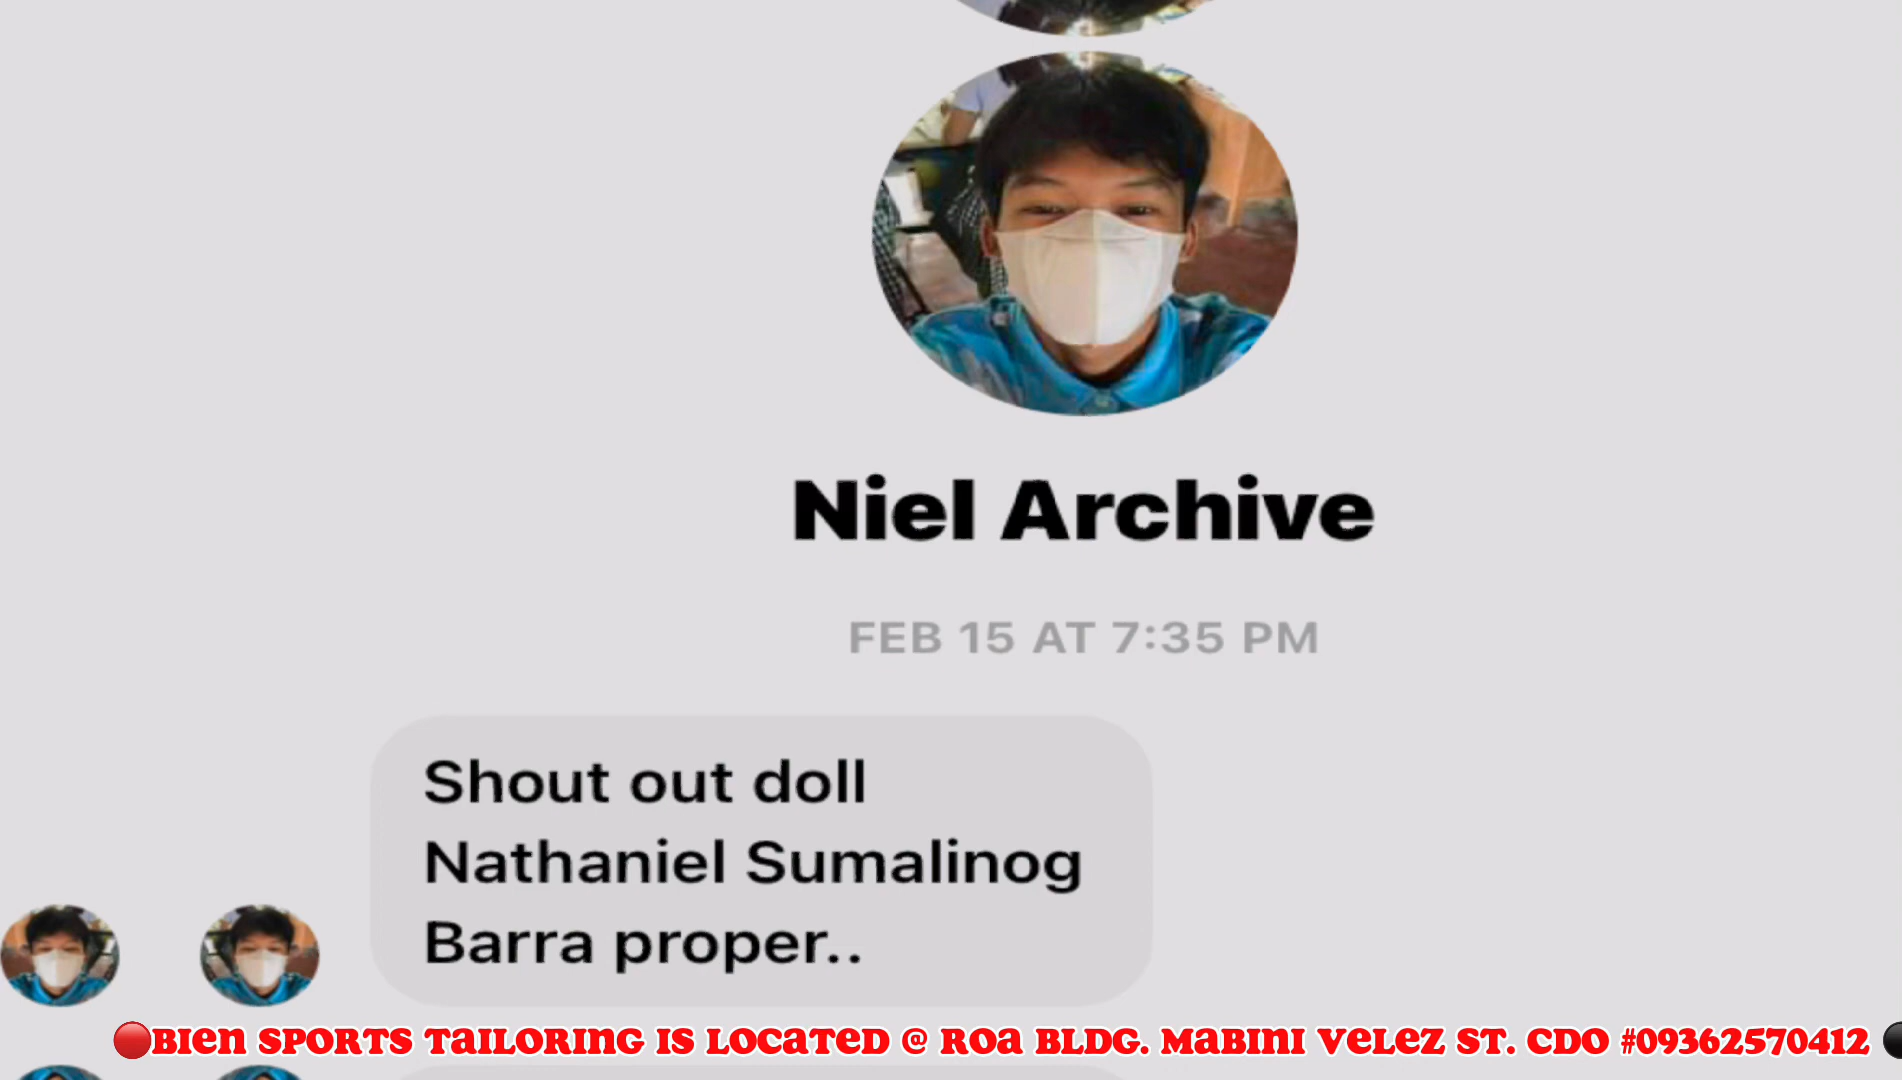 Niel Archive
FEB 15 AT 7:35 PM
Shout out doll
Nathaniel Sumalinog
Barra proper..
BIEN SPORTS TAILORING IS LOCATED @ ROA BLDG. MABINI VELEZ ST. CDO #09362570412